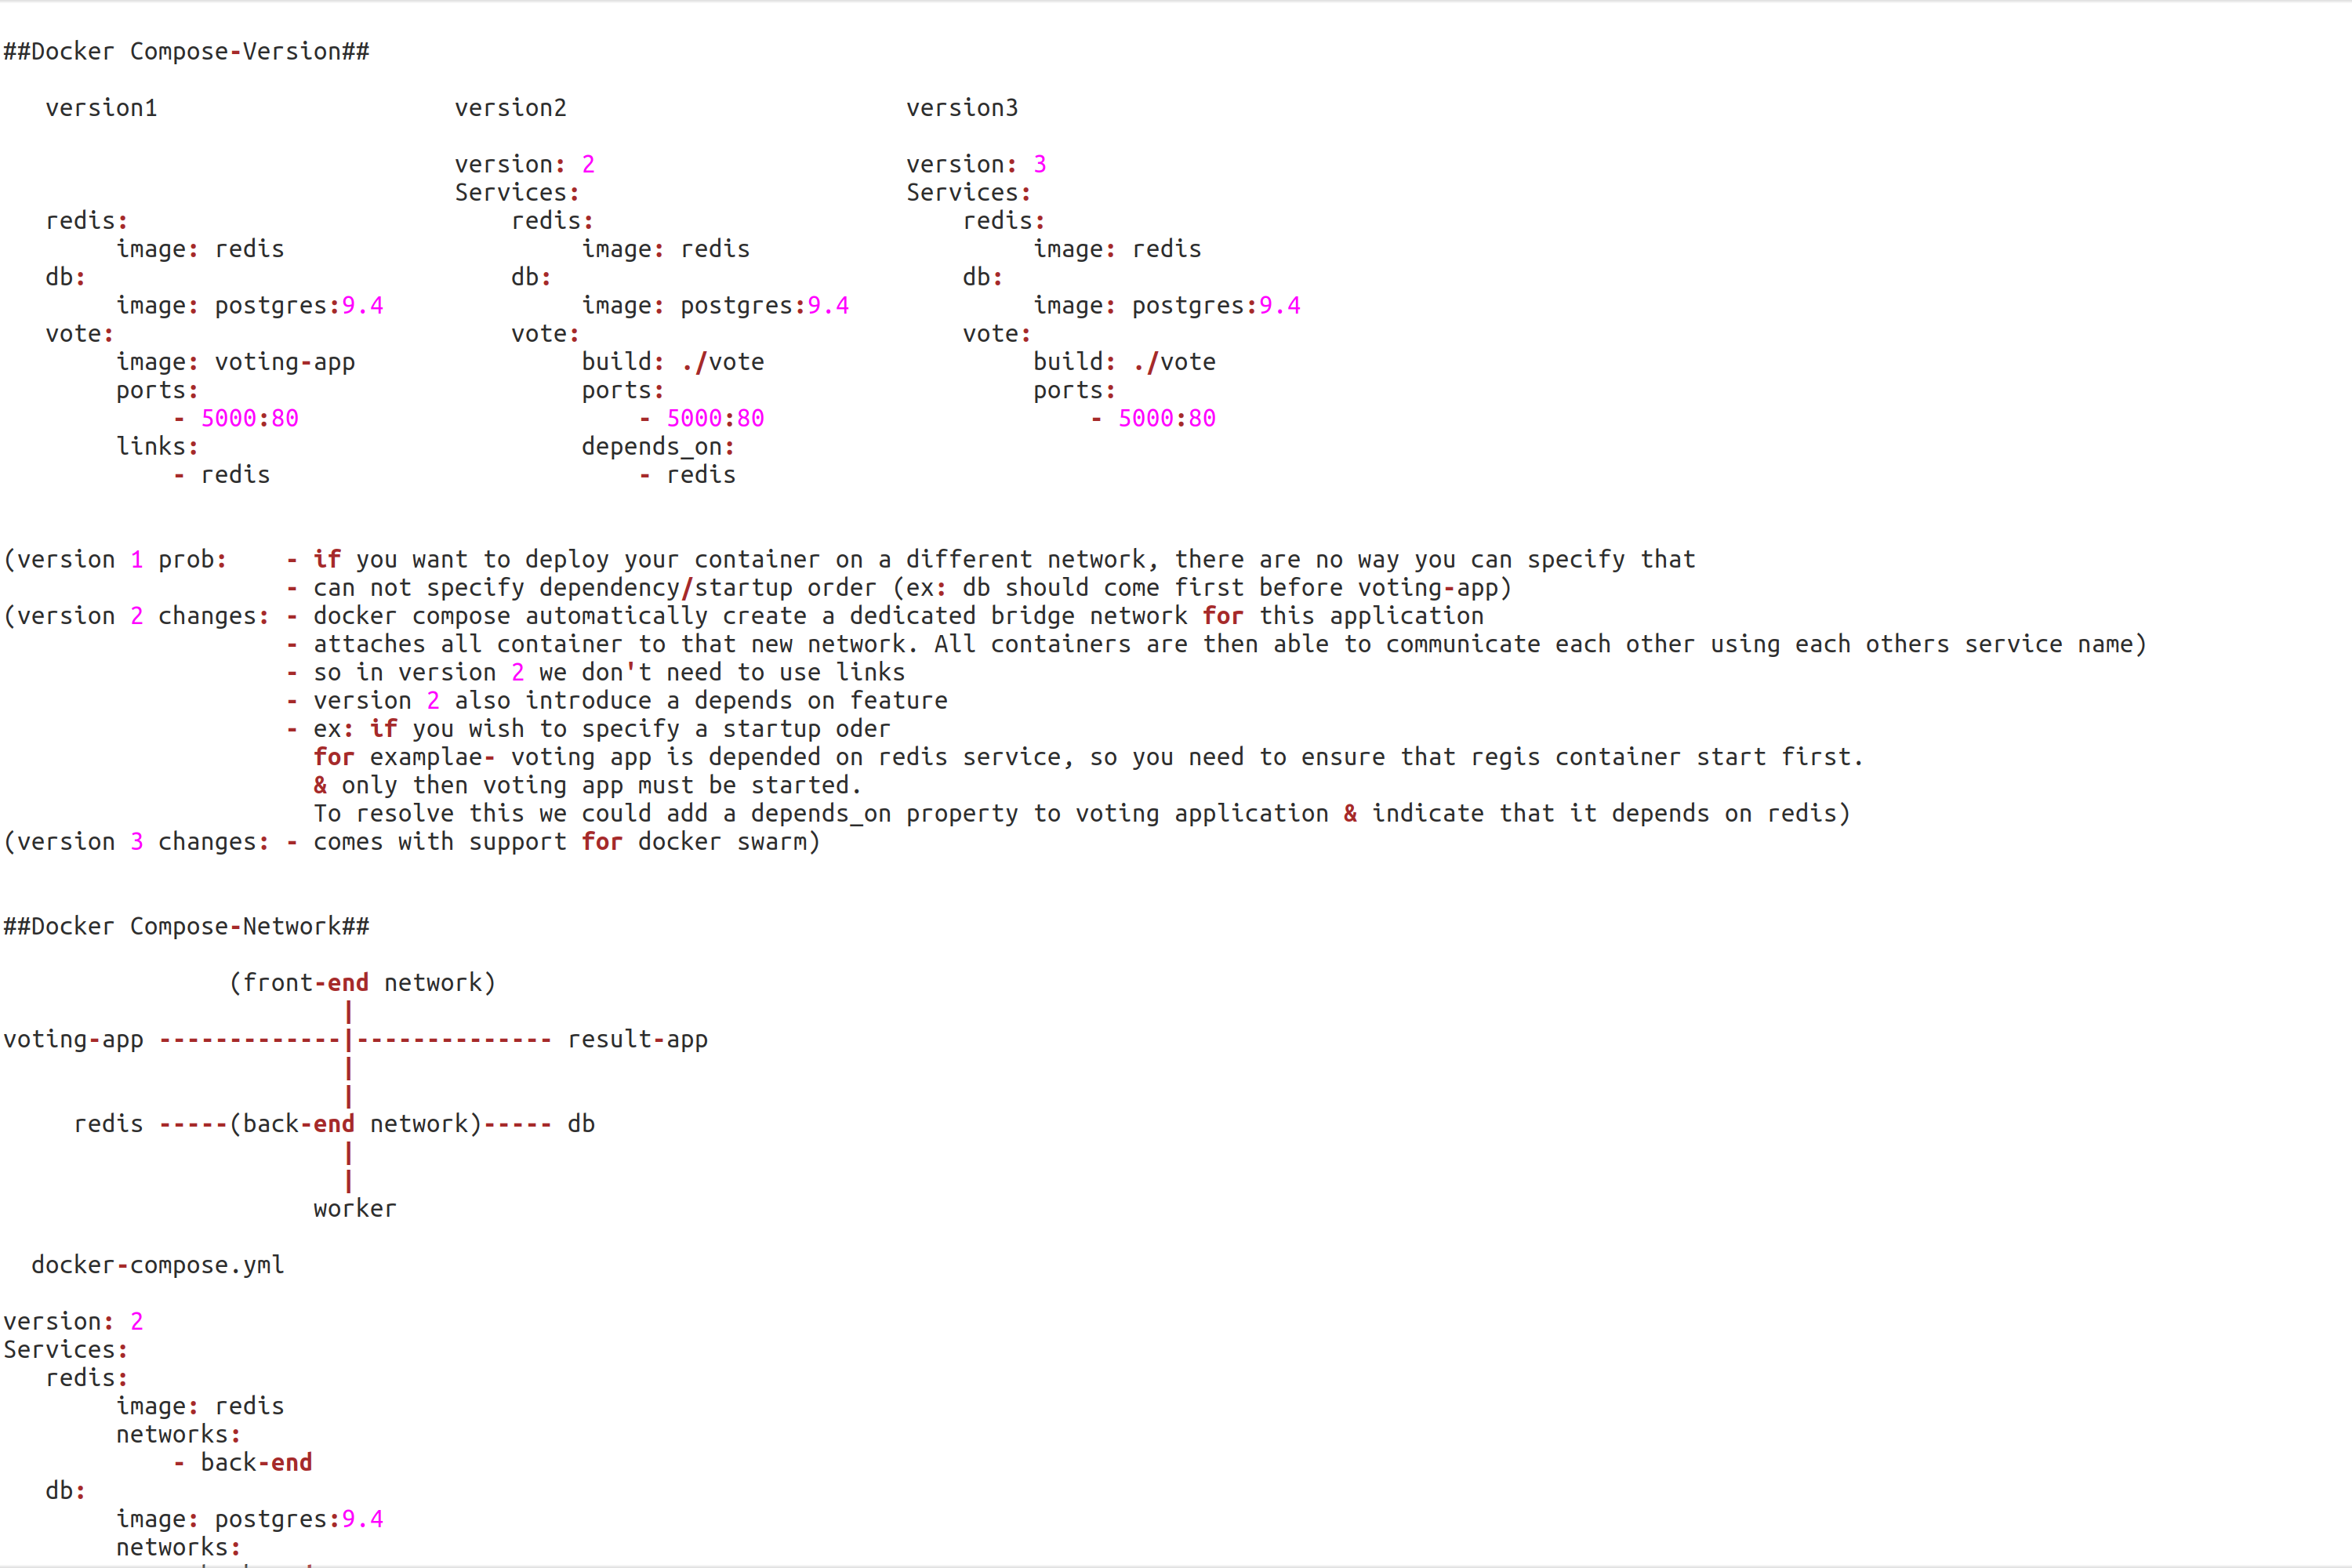 ##Docker Compose-Version##
version1 version2 version3
version: 2 version: 3
Services: Services:
redis: redis: redis:
image: redis image: redis image: redis
db: db: db:
image: postgres:9.4 image: postgres:9.4 image: postgres:9.4
vote: vote: vote:
image: voting-app build: ./vote build: ./vote
ports: ports: ports:
- 5000:80 - 5000:80 - 5000:80
links: depends_on:
- redis - redis
(version 1 prob: - if you want to deploy your container on a different network, there are no way you can specify that
- can not specify dependency/startup order (ex: db should come first before voting-app)
(version 2 changes: - docker compose automatically create a dedicated bridge network for this application
- attaches all container to that new network. All containers are then able to communicate each other using each others service name)
- so in version 2 we don't need to use links
- version 2 also introduce a depends on feature
- ex: if you wish to specify a startup oder
for examplae- voting app is depended on redis service, so you need to ensure that regis container start first.
& only then voting app must be started.
To resolve this we could add a depends_on property to voting application & indicate that it depends on redis)
(version 3 changes: - comes with support for docker swarm)
##Docker Compose-Network##
(front-end network)
|
voting-app -------------|-------------- result-app
|
|
redis -----(back-end network)----- db
|
|
worker
docker-compose.yml
version: 2
Services:
redis:
image: redis
networks:
- back-end
db:
image: postgres:9.4
networks: